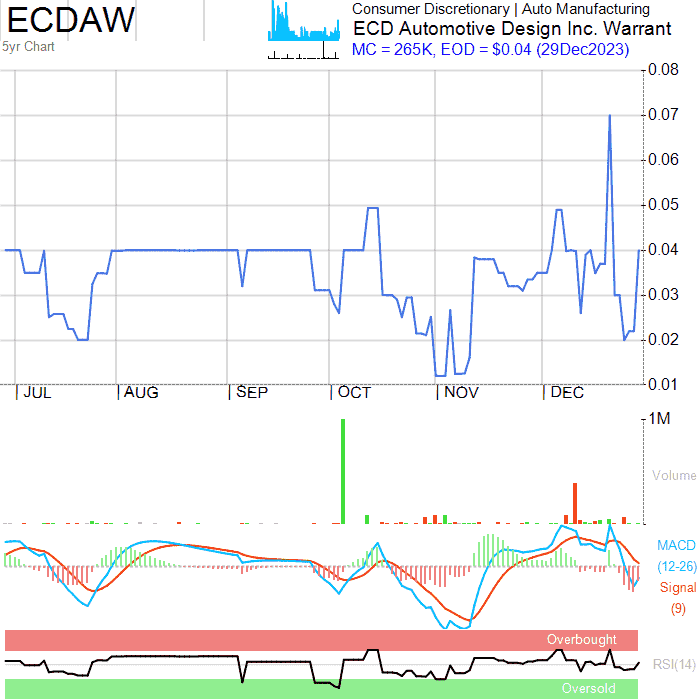 ECDAW
5yr Chart
Consumer Discretionary | Auto Manufacturing
ECD Automotive Design Inc. Warrant
MC = 265K, EOD = $0.04 (29Dec2023)
0.08
0.07
0.06
0.05
0.04
0.03
0.02
0.01
| JUL | AUG | SEP | OCT | NOV | DEC
1M
Volume
MACD
(12-26)
Signal
(9)
Overbought
RSI(14)
Oversold